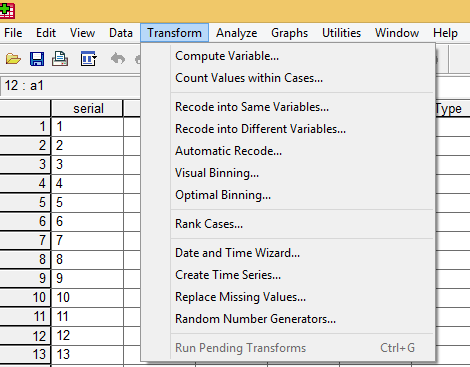 File Edit View Data Transform Analyze Graphs Utilities Window Help
12 : a1
serial Type
Compute Variable...
Count Values within Cases...
Recode into Same Variables...
Recode into Different Variables...
Automatic Recode...
Visual Binning...
Optimal Binning...
Rank Cases...
Date and Time Wizard...
Create Time Series...
Replace Missing Values...
Random Number Generators...
Run Pending Transforms Ctrl+G
1 1
2 2
3 3
4 4
5 5
6 6
7 7
8 8
9 9
10 10
11 11
12 12
13 13